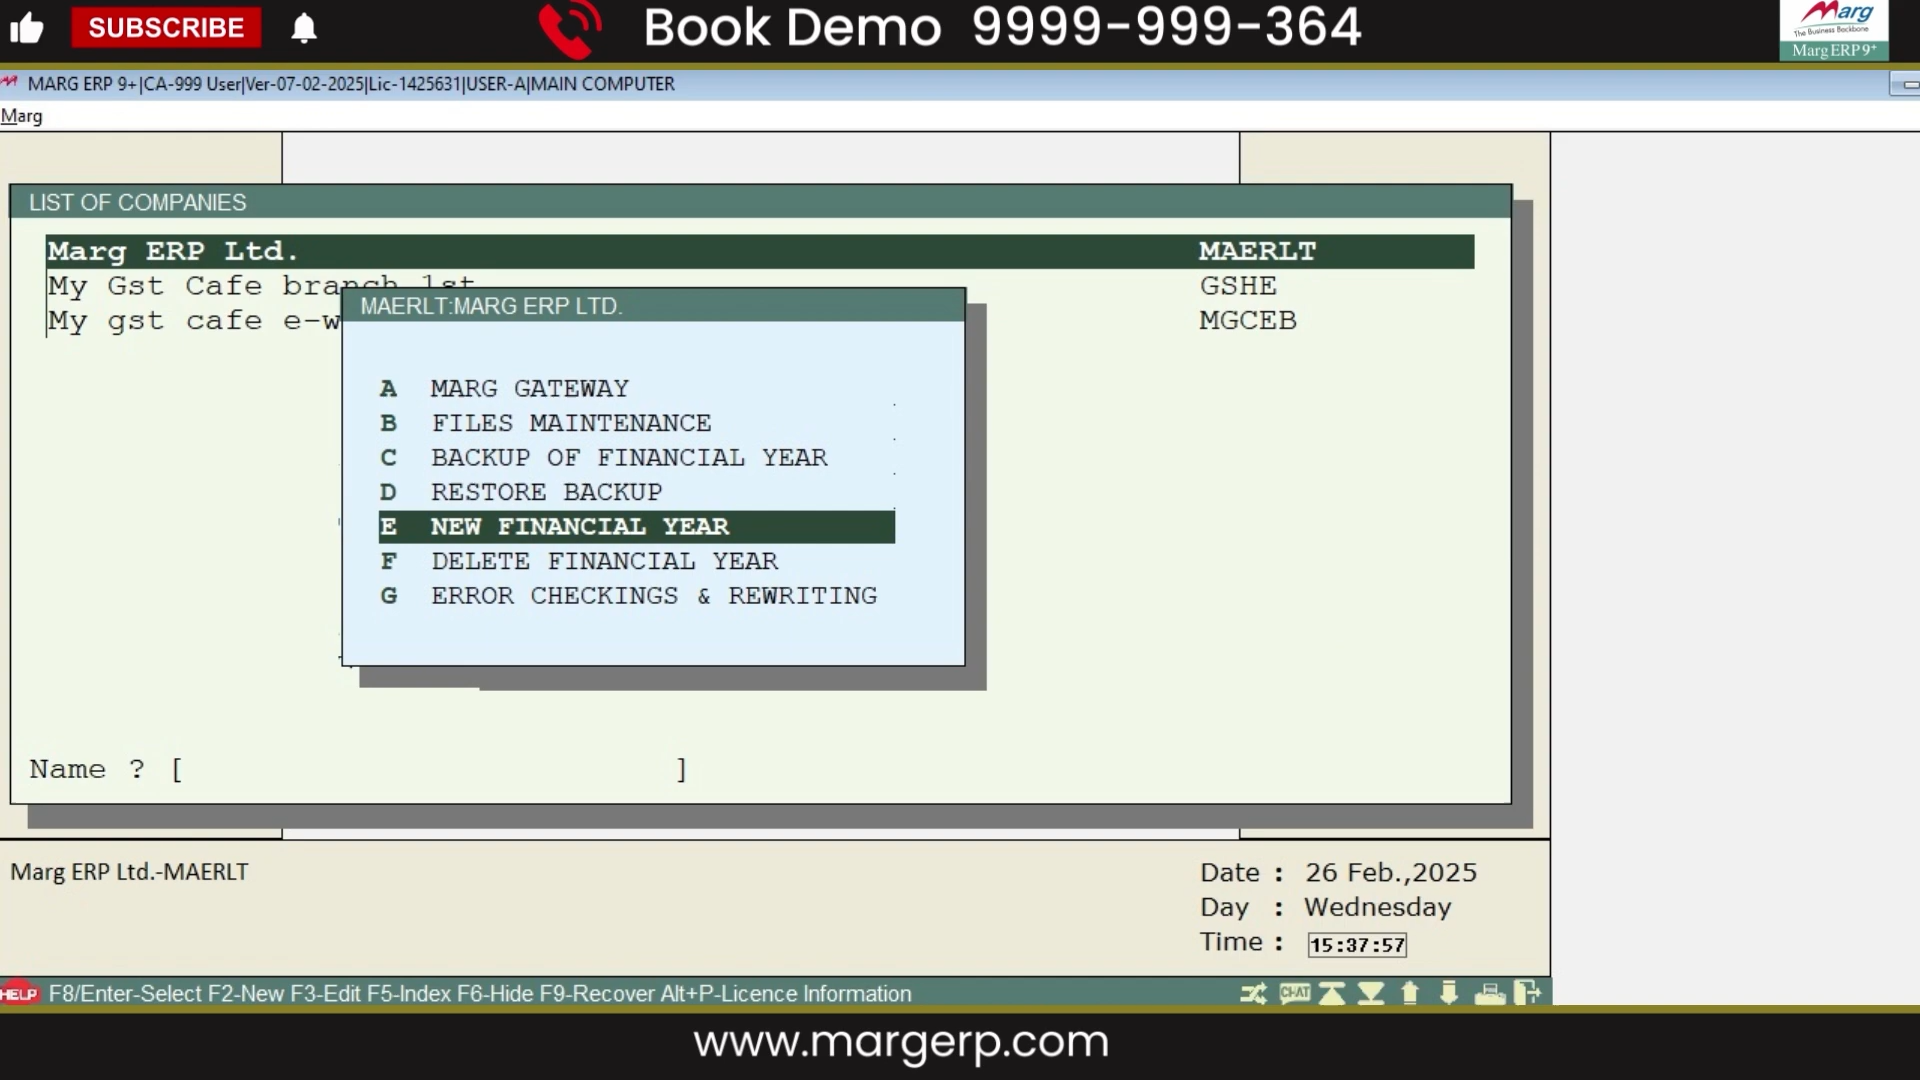 SUBSCRIBE
Book Demo 9999-999-364
Marg
The Business Backbone
Marg ERP 9+
MARG ERP 9+|CA-999 User|Ver-07-02-2025|Lic-1425631|USER-A|MAIN COMPUTER
Marg
LIST OF COMPANIES
Marg ERP Ltd. MAERLT
My Gst Cafe branch 1st GSHE
My gst cafe e-w MGCEB
MAERLT:MARG ERP LTD.
A MARG GATEWAY
B FILES MAINTENANCE
C BACKUP OF FINANCIAL YEAR
D RESTORE BACKUP
E NEW FINANCIAL YEAR
F DELETE FINANCIAL YEAR
G ERROR CHECKINGS & REWRITING
Name ? [ ]
Marg ERP Ltd.-MAERLT
Date : 26 Feb.,2025
Day : Wednesday
Time : 15:37:57
HELP F8/Enter-Select F2-New F3-Edit F5-Index F6-Hide F9-Recover Alt+P-Licence Information
CHAT
www.margerp.com